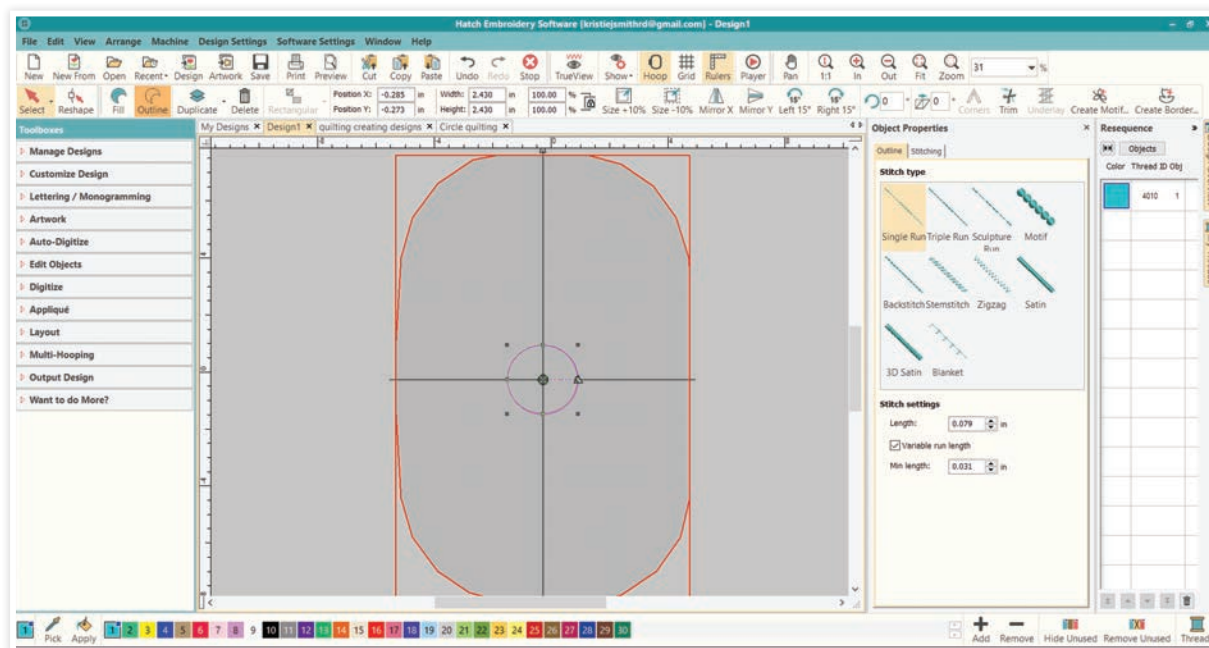 Hatch Embroidery Software [kristiejsmithrd@gmail.com] - Design1
File Edit View Arrange Machine Design Settings Software Settings Window Help
New New From Open Recent Design Artwork Save Print Preview Cut Copy Paste Undo Redo Stop TrueView Show Hoop Grid Rulers Player Pan 1:1 In Out Fit Zoom 31 %
Select Reshape Fill Outline Duplicate Delete Rectangular Position X: -0.285 in Width: 2.430 in 100.00 % Size +10% Size -10% Mirror X Mirror Y Left 15° Right 15° 0 ° 0 ° Corners Trim Underlay Create Motif... Create Border...
Position Y: -0.273 in Height: 2.430 in 100.00 %
Toolboxes
Manage Designs
Customize Design
Lettering / Monogramming
Artwork
Auto-Digitize
Edit Objects
Digitize
Appliqué
Layout
Multi-Hooping
Output Design
Want to do More?
My Designs × Design1 × quilting creating designs × Circle quilting ×
Object Properties ×
Outline Stitching
Stitch type
Single Run Triple Run Sculpture Run Motif
Backstitch Stemstitch Zigzag Satin
3D Satin Blanket
Stitch settings
Length: 0.079 in
Variable run length
Min length: 0.031 in
Resequence
Objects
Color Thread ID Obj
4010 1
1 Pick Apply 1 2 3 4 5 6 7 8 9 10 11 12 13 14 15 16 17 18 19 20 21 22 23 24 25 26 27 28 29 30 Add Remove Hide Unused Remove Unused Thread